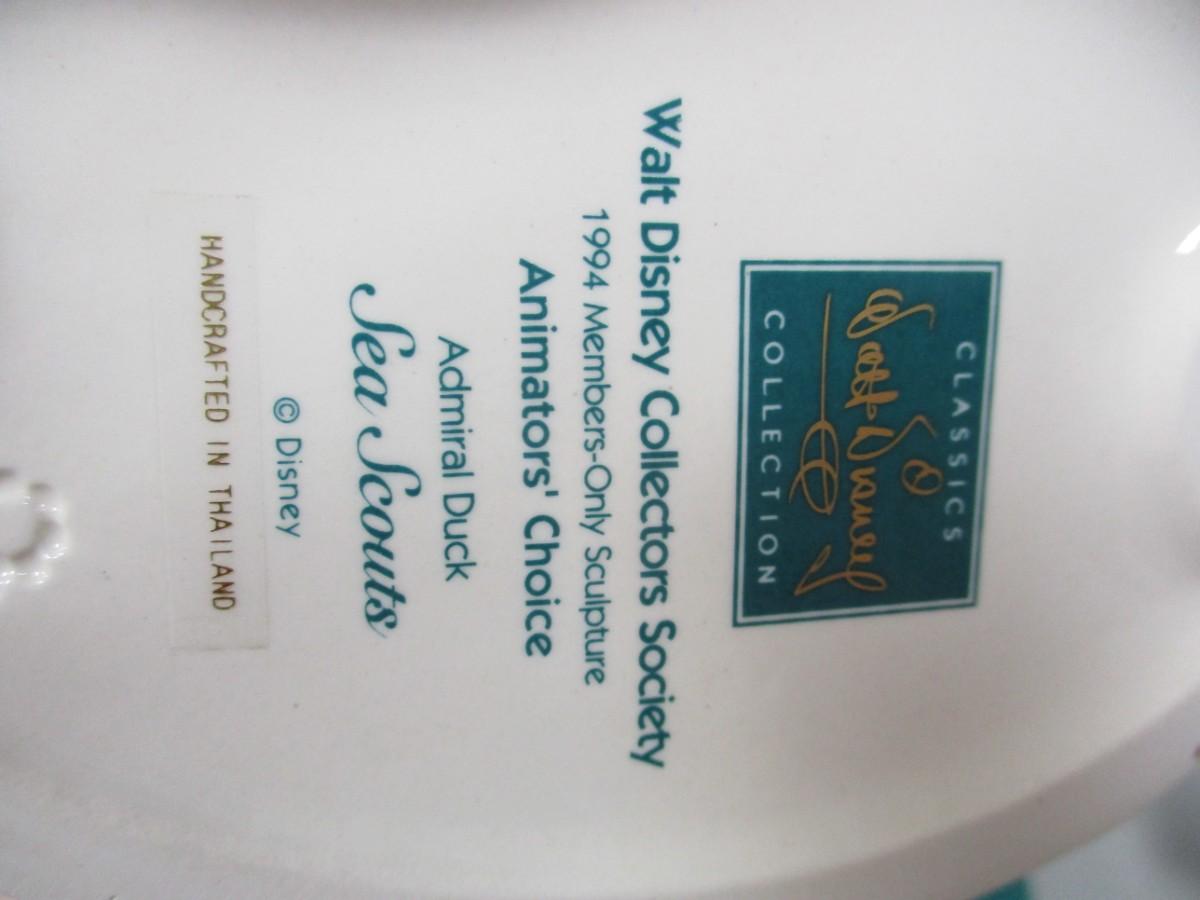 CLASSICS
Walt Disney
COLLECTION
Walt Disney Collectors Society
1994 Members-Only Sculpture
Animators' Choice
Admiral Duck
Sea Scouts
© Disney
HANDCRAFTED IN THAILAND